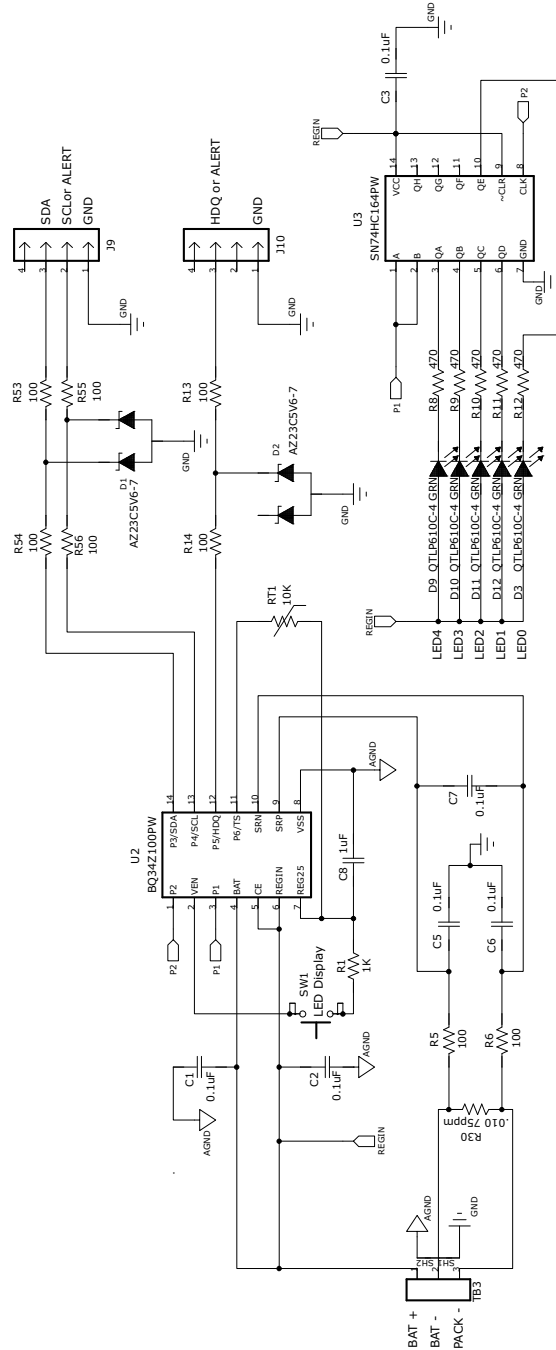 GND
0.1uF
C3
REGIN
P2
VCC 14
QH 13
QG 12
QF 11
QE 10
~CLR 9
CLK 8
U3
SN74HC164PW
1 A
2 B
3 QA
4 QB
5 QC
6 QD
7 GND
GND
P1
R8 470
R9 470
R10 470
R11 470
R12 470
D9 QTLP610C-4 GRN
D10 QTLP610C-4 GRN
D11 QTLP610C-4 GRN
D12 QTLP610C-4 GRN
D3 QTLP610C-4 GRN
REGIN
LED4
LED3
LED2
LED1
LED0
SDA
SCLor ALERT
GND
4
3
2
1
J9
GND
R53
100
R55
100
D1
AZ23C5V6-7
GND
R54
100
R56
100
HDQ or ALERT
GND
4
3
2
1
J10
GND
R13
100
D2
AZ23C5V6-7
GND
R14
100
RT1
10K
U2
BQ34Z100PW
P3/SDA 14
P4/SCL 13
P5/HDQ 12
P6/TS 11
SRN 10
SRP 9
VSS 8
1 P2
2 VEN
3 P1
4 BAT
5 CE
6 REGIN
7 REG25
P2
P1
AGND
1uF
C8
SW1
LED Display
R1
1K
C1
0.1uF
AGND
C2
0.1uF
AGND
REGIN
C7
0.1uF
0.1uF
C5
0.1uF
C6
R5
100
R6
100
R30
.010 75ppm
AGND
GND
SH2
SH1
1
2
3
TB3
BAT +
BAT -
PACK -